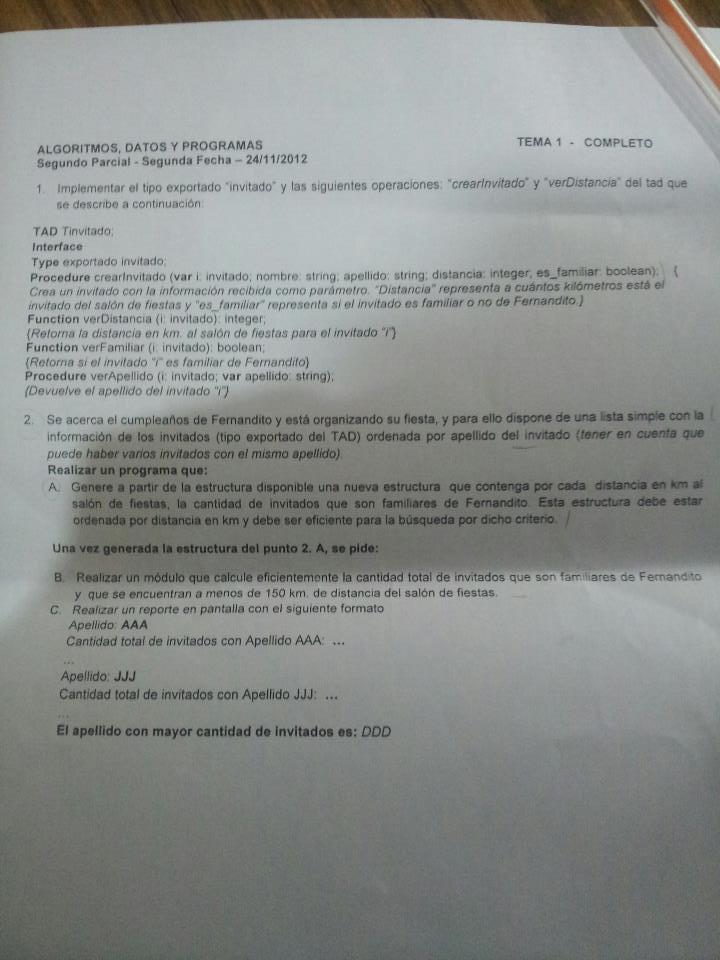 ALGORITMOS, DATOS Y PROGRAMAS TEMA 1 - COMPLETO
Segundo Parcial - Segunda Fecha – 24/11/2012
1. Implementar el tipo exportado "invitado" y las siguientes operaciones: "crearInvitado" y "verDistancia" del tad que
se describe a continuación:
TAD Tinvitado;
Interface
Type exportado invitado;
Procedure crearInvitado (var i: invitado; nombre: string; apellido: string; distancia: integer; es_familiar: boolean); {
Crea un invitado con la información recibida como parámetro. "Distancia" representa a cuántos kilómetros está el
invitado del salón de fiestas y "es_familiar" representa si el invitado es familiar o no de Fernandito.}
Function verDistancia (i: invitado): integer;
{Retorna la distancia en km. al salón de fiestas para el invitado "i"}
Function verFamiliar (i: invitado): boolean;
{Retorna si el invitado "i" es familiar de Fernandito}
Procedure verApellido (i: invitado; var apellido: string);
{Devuelve el apellido del invitado "i"}
2. Se acerca el cumpleaños de Fernandito y está organizando su fiesta, y para ello dispone de una lista simple con la
información de los invitados (tipo exportado del TAD) ordenada por apellido del invitado (tener en cuenta que
puede haber varios invitados con el mismo apellido).
Realizar un programa que:
A. Genere a partir de la estructura disponible una nueva estructura que contenga por cada distancia en km al
salón de fiestas, la cantidad de invitados que son familiares de Fernandito. Esta estructura debe estar
ordenada por distancia en km y debe ser eficiente para la búsqueda por dicho criterio.
Una vez generada la estructura del punto 2. A, se pide:
B. Realizar un módulo que calcule eficientemente la cantidad total de invitados que son familiares de Fernandito
y que se encuentran a menos de 150 km. de distancia del salón de fiestas.
C. Realizar un reporte en pantalla con el siguiente formato
Apellido: AAA
Cantidad total de invitados con Apellido AAA: ...
...
Apellido: JJJ
Cantidad total de invitados con Apellido JJJ: ...
...
El apellido con mayor cantidad de invitados es: DDD